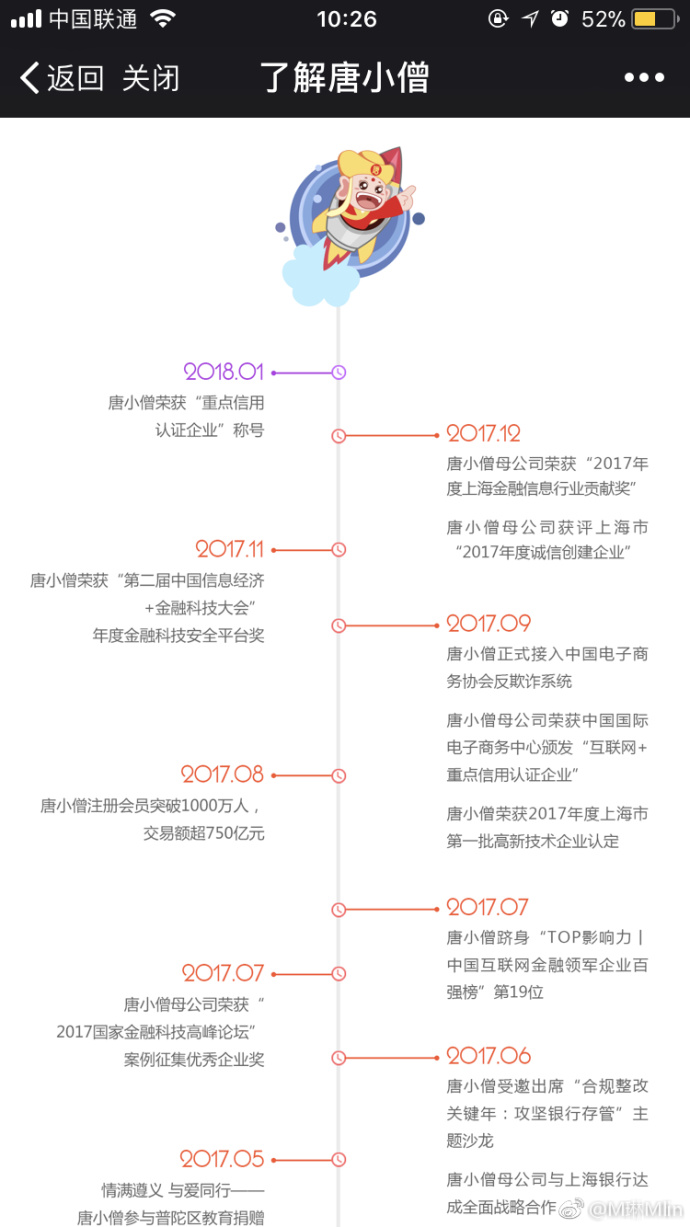 中国联通
10:26
52%
返回 关闭
了解唐小僧
2018.01
唐小僧荣获“重点信用
认证企业”称号
2017.12
唐小僧母公司荣获“2017年
度上海金融信息行业贡献奖”
唐小僧母公司获评上海市
“2017年度诚信创建企业”
2017.11
唐小僧荣获“第二届中国信息经济
+金融科技大会”
年度金融科技安全平台奖
2017.09
唐小僧正式接入中国电子商
务协会反欺诈系统
唐小僧母公司荣获中国国际
电子商务中心颁发“互联网+
重点信用认证企业”
唐小僧荣获2017年度上海市
第一批高新技术企业认定
2017.08
唐小僧注册会员突破1000万人，
交易额超750亿元
2017.07
唐小僧跻身“TOP影响力丨
中国互联网金融领军企业百
强榜”第19位
2017.07
唐小僧母公司荣获“
2017国家金融科技高峰论坛”
案例征集优秀企业奖
2017.06
唐小僧受邀出席“合规整改
关键年：攻坚银行存管”主
题沙龙
唐小僧母公司与上海银行达
成全面战略合作
2017.05
情满遵义 与爱同行——
唐小僧参与普陀区教育捐赠